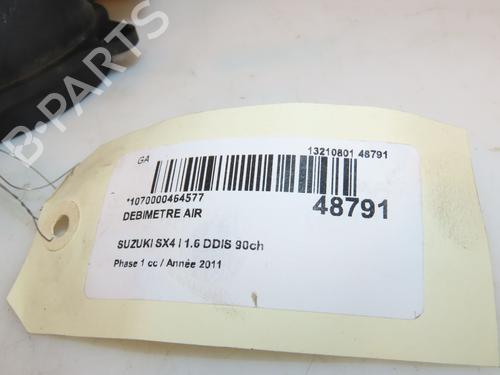 GA
13210801 48791
*1070000464577
DEBIMETRE AIR
48791
SUZUKI SX4 I 1.6 DDIS 90ch
Phase 1 cc / Année 2011
B-PARTS